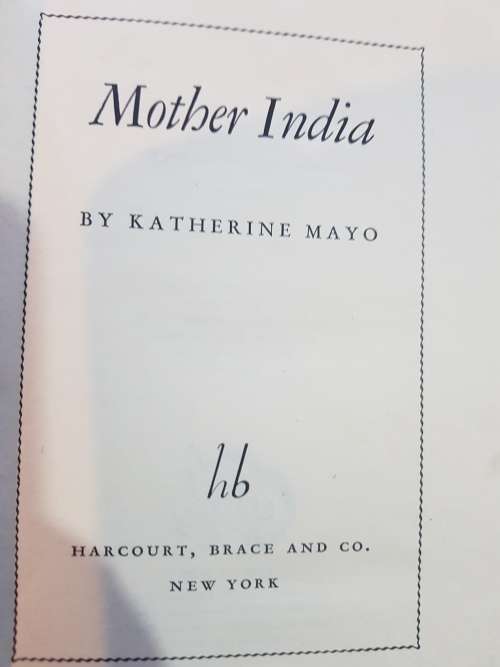 Mother India
BY KATHERINE MAYO
hb
HARCOURT, BRACE AND CO.
NEW YORK